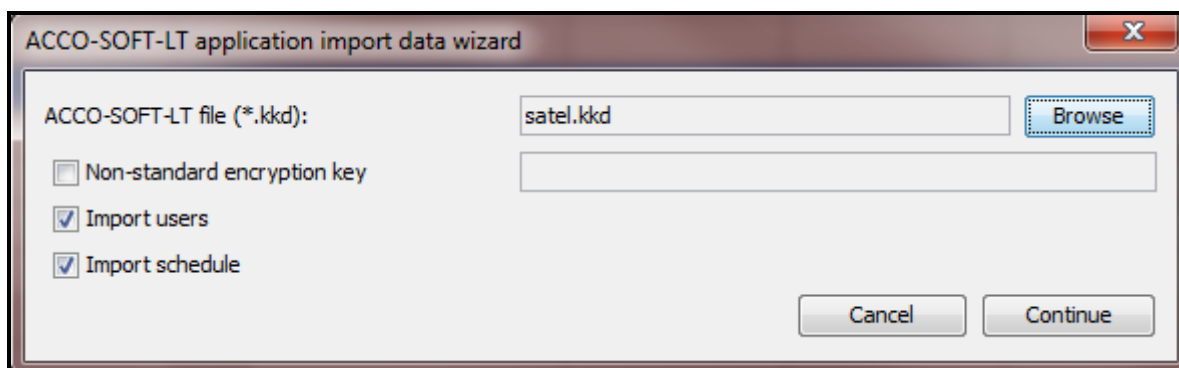 ACCO-SOFT-LT application import data wizard
ACCO-SOFT-LT file (*.kkd): satel.kkd Browse
Non-standard encryption key
Import users
Import schedule
Cancel Continue